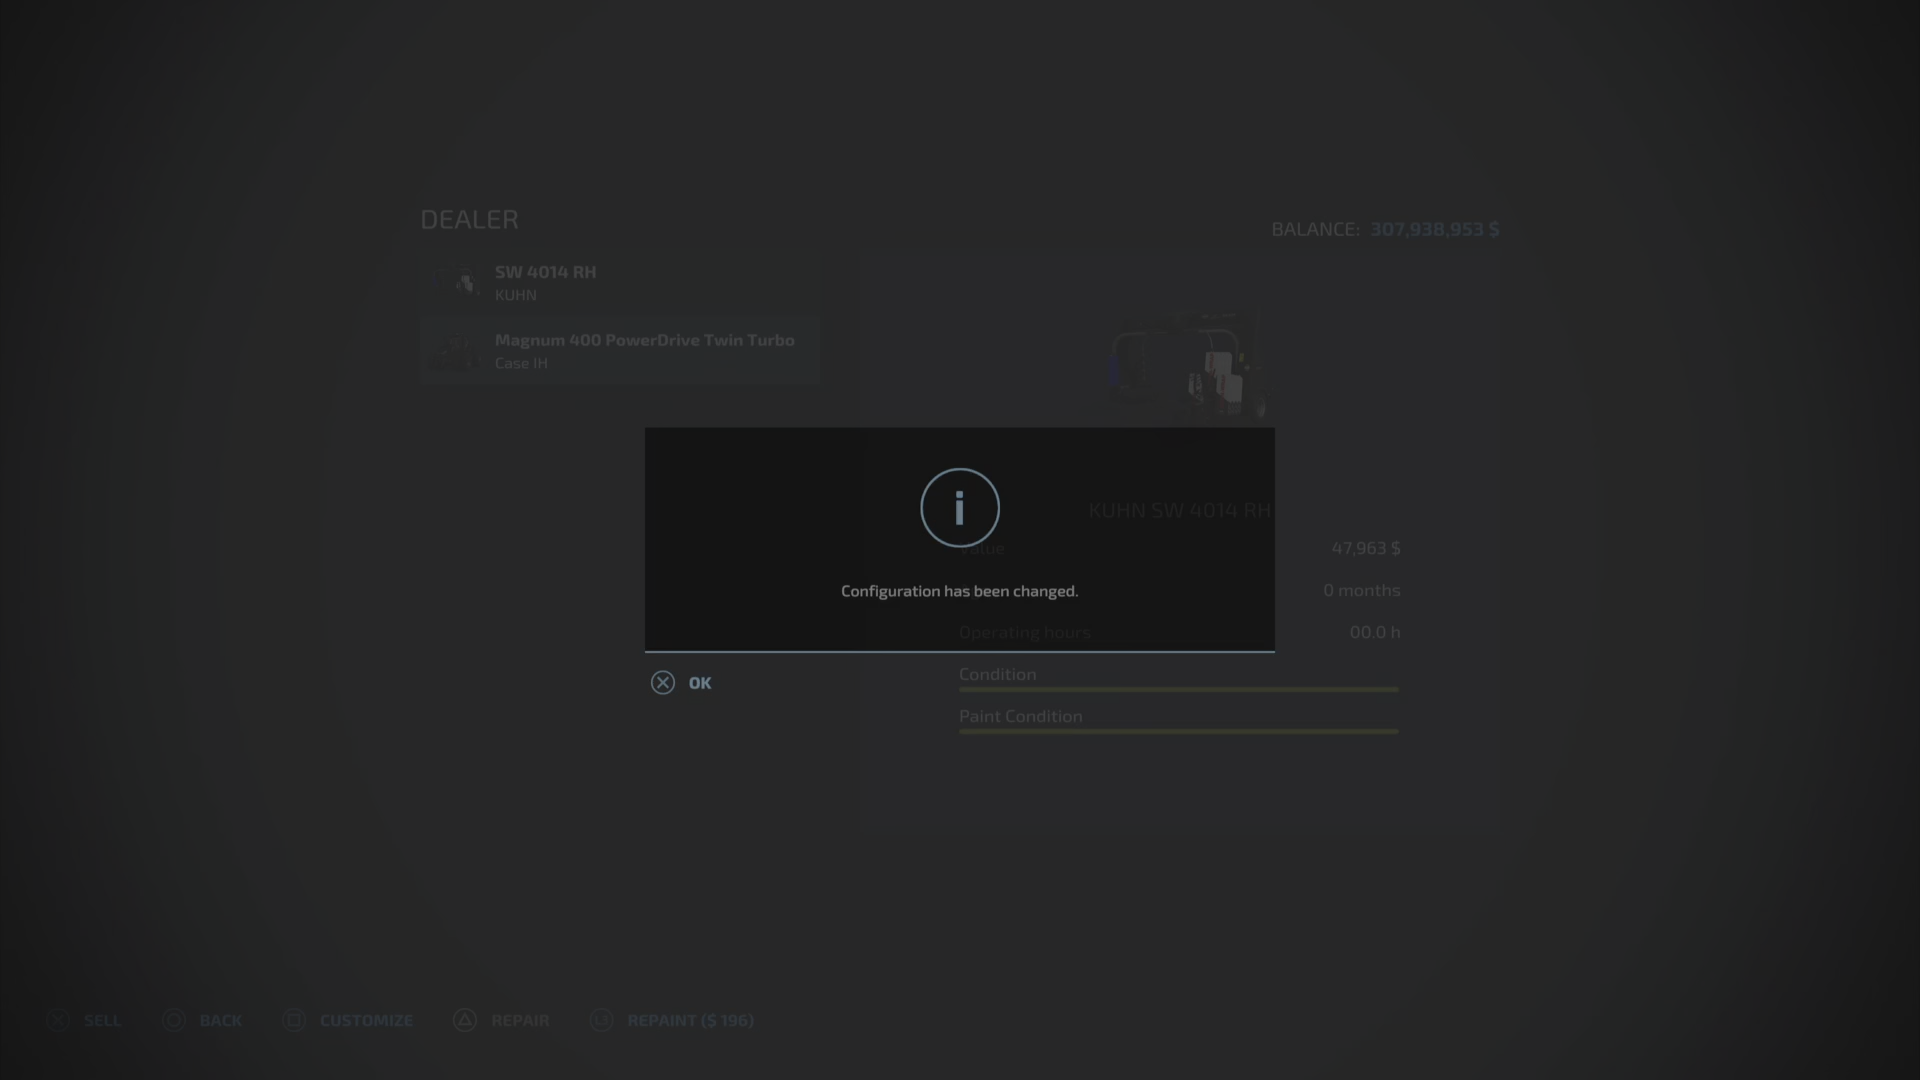 DEALER
BALANCE: 307,938,953 $
SW 4014 RH
KUHN
Magnum 400 PowerDrive Twin Turbo
Case IH
KUHN SW 4014 RH
Value
47,963 $
Configuration has been changed.
0 months
Operating hours
00.0 h
Condition
OK
Paint Condition
SELL
BACK
CUSTOMIZE
REPAIR
REPAINT ($ 196)